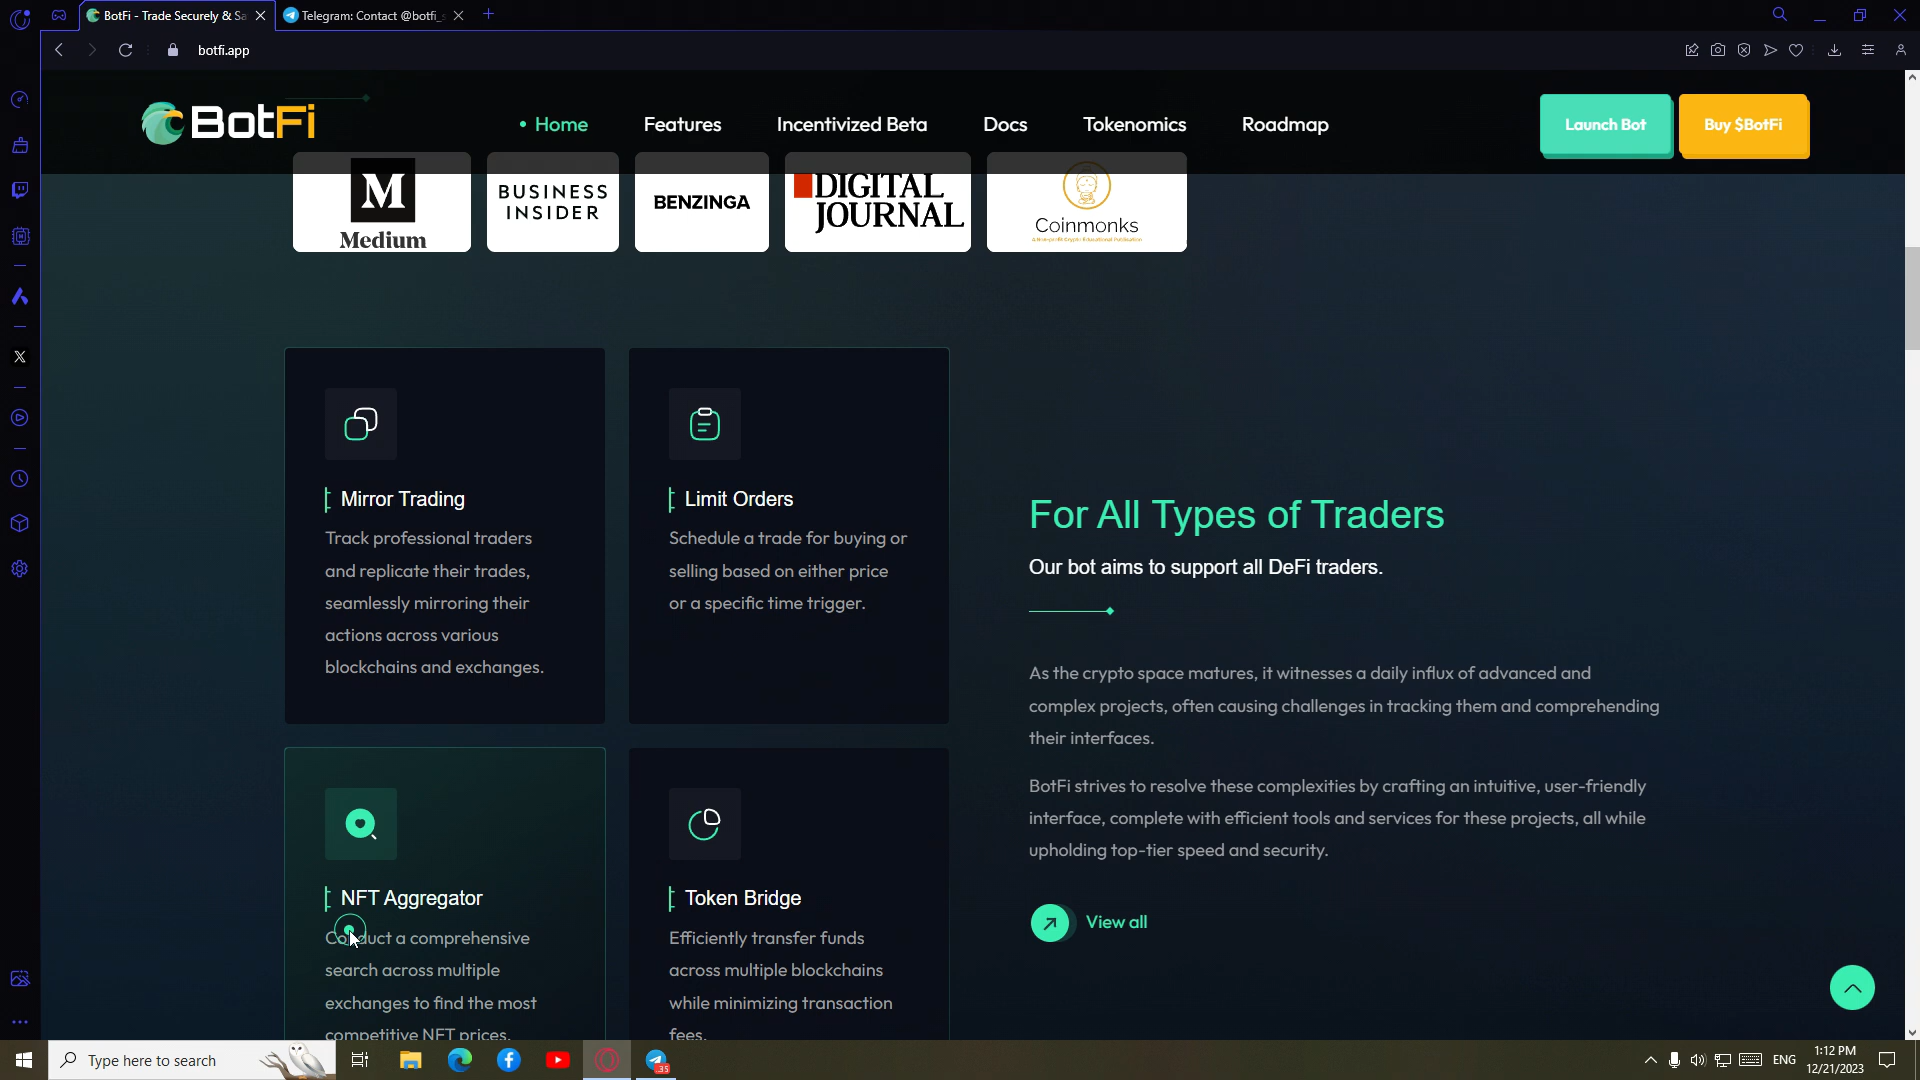 BotFi - Trade Securely & Sa
Telegram: Contact @botfi_s
botfi.app
BotFi
Home
Features
Incentivized Beta
Docs
Tokenomics
Roadmap
Launch Bot
Buy $BotFi
M
Medium
BUSINESS
INSIDER
BENZINGA
DIGITAL
JOURNAL
Coinmonks
A Non-profit Crypto Educational Publication
Mirror Trading
Track professional traders
and replicate their trades,
seamlessly mirroring their
actions across various
blockchains and exchanges.
Limit Orders
Schedule a trade for buying or
selling based on either price
or a specific time trigger.
For All Types of Traders
Our bot aims to support all DeFi traders.
As the crypto space matures, it witnesses a daily influx of advanced and
complex projects, often causing challenges in tracking them and comprehending
their interfaces.
BotFi strives to resolve these complexities by crafting an intuitive, user-friendly
interface, complete with efficient tools and services for these projects, all while
upholding top-tier speed and security.
View all
NFT Aggregator
Conduct a comprehensive
search across multiple
exchanges to find the most
competitive NFT prices.
Token Bridge
Efficiently transfer funds
across multiple blockchains
while minimizing transaction
fees.
Type here to search
35
ENG
1:12 PM
12/21/2023